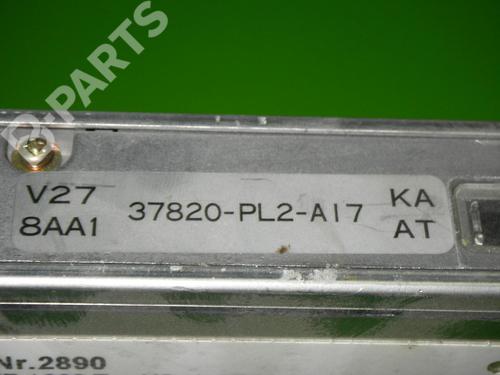 B-PARTS
V27
8AA1
37820-PL2-A17
KA
AT
Nr.2890